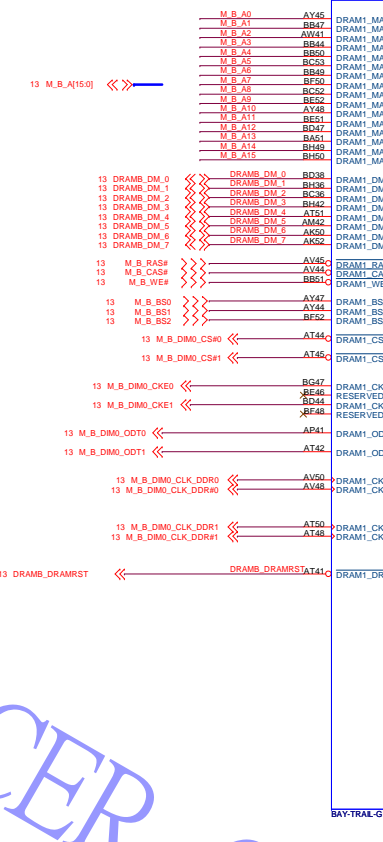 M_B_A0 AY45 DRAM1_MA
M_B_A1 BB47 DRAM1_MA
M_B_A2 AW41 DRAM1_MA
M_B_A3 BB44 DRAM1_MA
M_B_A4 BB50 DRAM1_MA
M_B_A5 BC53 DRAM1_MA
M_B_A6 BB49 DRAM1_MA
13 M_B_A[15:0] M_B_A7 BF50 DRAM1_MA
M_B_A8 BC52 DRAM1_MA
M_B_A9 BE52 DRAM1_MA
M_B_A10 AY48 DRAM1_MA
M_B_A11 BE51 DRAM1_MA
M_B_A12 BD47 DRAM1_MA
M_B_A13 BA51 DRAM1_MA
M_B_A14 BH49 DRAM1_MA
M_B_A15 BH50 DRAM1_MA
13 DRAMB_DM_0 DRAMB_DM_0 BD38 DRAM1_DM
13 DRAMB_DM_1 DRAMB_DM_1 BH36 DRAM1_DM
13 DRAMB_DM_2 DRAMB_DM_2 BC36 DRAM1_DM
13 DRAMB_DM_3 DRAMB_DM_3 BH42 DRAM1_DM
13 DRAMB_DM_4 DRAMB_DM_4 AT51 DRAM1_DM
13 DRAMB_DM_5 DRAMB_DM_5 AM42 DRAM1_DM
13 DRAMB_DM_6 DRAMB_DM_6 AK50 DRAM1_DM
13 DRAMB_DM_7 DRAMB_DM_7 AK52 DRAM1_DM
13 M_B_RAS# AV45 DRAM1_RA
13 M_B_CAS# AV44 DRAM1_CA
13 M_B_WE# BB51 DRAM1_WE
13 M_B_BS0 AY47 DRAM1_BS
13 M_B_BS1 AY44 DRAM1_BS
13 M_B_BS2 BF52 DRAM1_BS
13 M_B_DIM0_CS#0 AT44 DRAM1_CS
13 M_B_DIM0_CS#1 AT45 DRAM1_CS
13 M_B_DIM0_CKE0 BG47 DRAM1_CK
BE46 RESERVED
13 M_B_DIM0_CKE1 BD44 DRAM1_CK
BF48 RESERVED
13 M_B_DIM0_ODT0 AP41 DRAM1_OD
13 M_B_DIM0_ODT1 AT42 DRAM1_OD
13 M_B_DIM0_CLK_DDR0 AV50 DRAM1_CK
13 M_B_DIM0_CLK_DDR#0 AV48 DRAM1_CK
13 M_B_DIM0_CLK_DDR1 AT50 DRAM1_CK
13 M_B_DIM0_CLK_DDR#1 AT48 DRAM1_CK
13 DRAMB_DRAMRST DRAMB_DRAMRST AT41 DRAM1_DR
BAY-TRAIL-G
CER